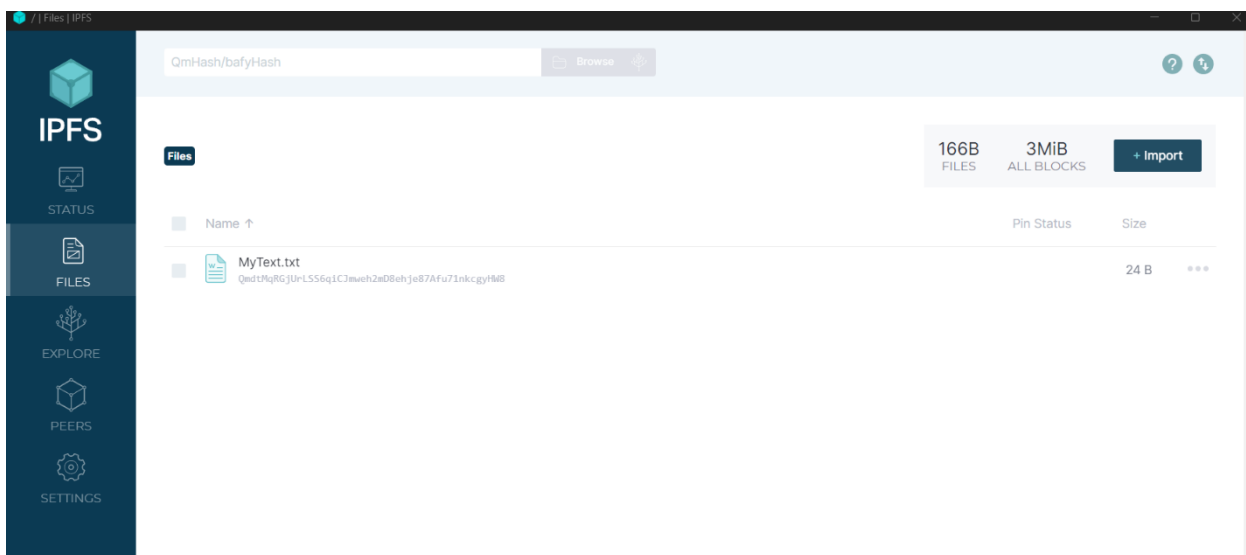 / | Files | IPFS
QmHash/bafyHash
Browse
IPFS
STATUS
FILES
EXPLORE
PEERS
SETTINGS
Files
166B
FILES
3MiB
ALL BLOCKS
+ Import
Name ↑
Pin Status
Size
MyText.txt
24 B